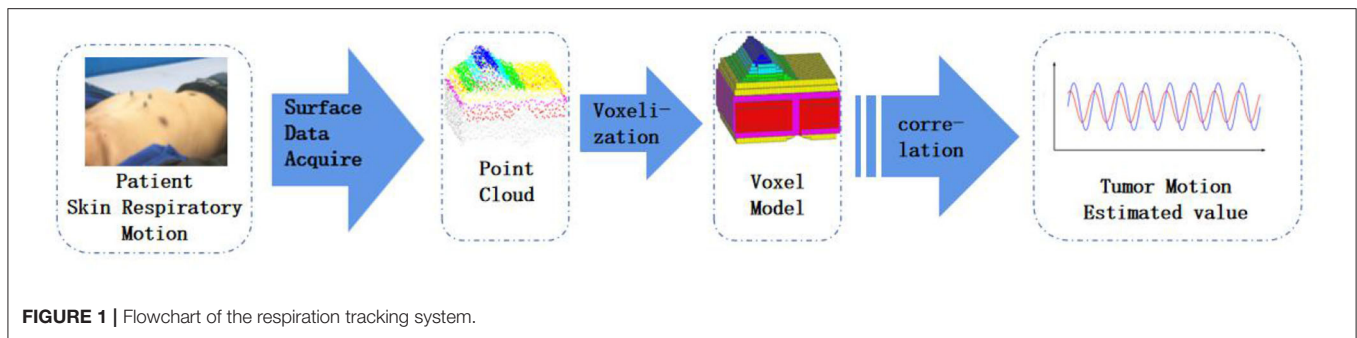 Patient
Skin Respiratory
Motion
Surface
Data
Acquire
Point
Cloud
Voxeli-
zation
Voxel
Model
corre-
lation
Tumor Motion
Estimated value
FIGURE 1 | Flowchart of the respiration tracking system.